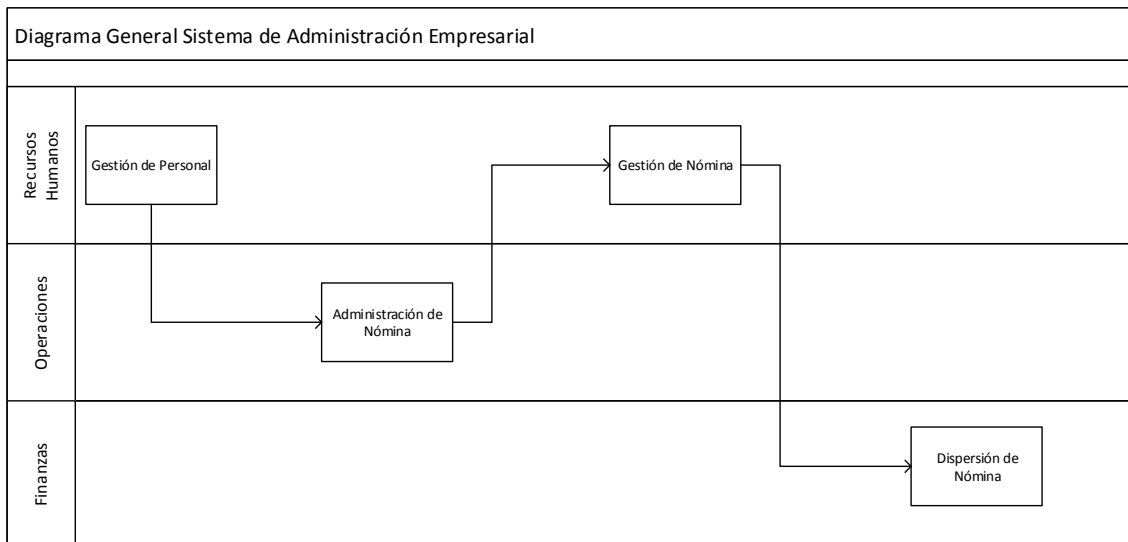 Diagrama General Sistema de Administración Empresarial
Recursos
Humanos
Gestión de Personal
Gestión de Nómina
Operaciones
Administración de
Nómina
Finanzas
Dispersión de
Nómina